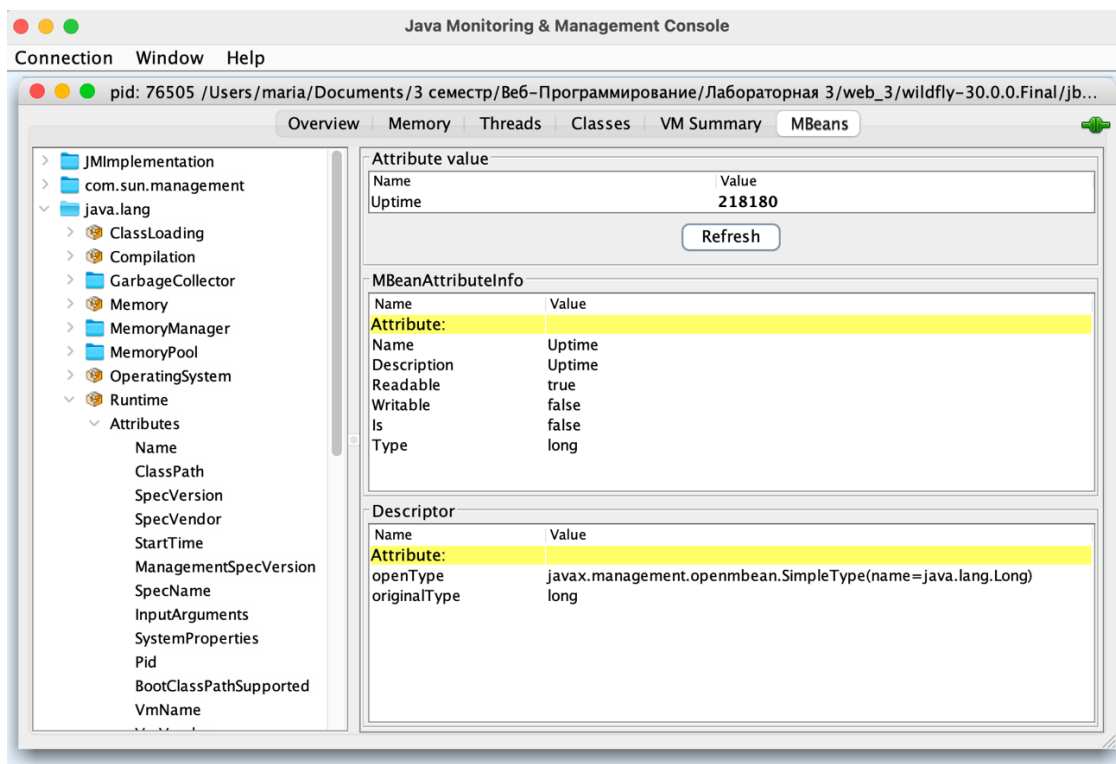 Java Monitoring & Management Console
Connection Window Help
pid: 76505 /Users/maria/Documents/3 семестр/Веб-Программирование/Лабораторная 3/web_3/wildfly-30.0.0.Final/jb...
Overview Memory Threads Classes VM Summary MBeans
JMImplementation
com.sun.management
java.lang
ClassLoading
Compilation
GarbageCollector
Memory
MemoryManager
MemoryPool
OperatingSystem
Runtime
Attributes
Name
ClassPath
SpecVersion
SpecVendor
StartTime
ManagementSpecVersion
SpecName
InputArguments
SystemProperties
Pid
BootClassPathSupported
VmName
Attribute value
Name Value
Uptime 218180
Refresh
MBeanAttributeInfo
Name Value
Attribute:
Name Uptime
Description Uptime
Readable true
Writable false
Is false
Type long
Descriptor
Name Value
Attribute:
openType javax.management.openmbean.SimpleType(name=java.lang.Long)
originalType long